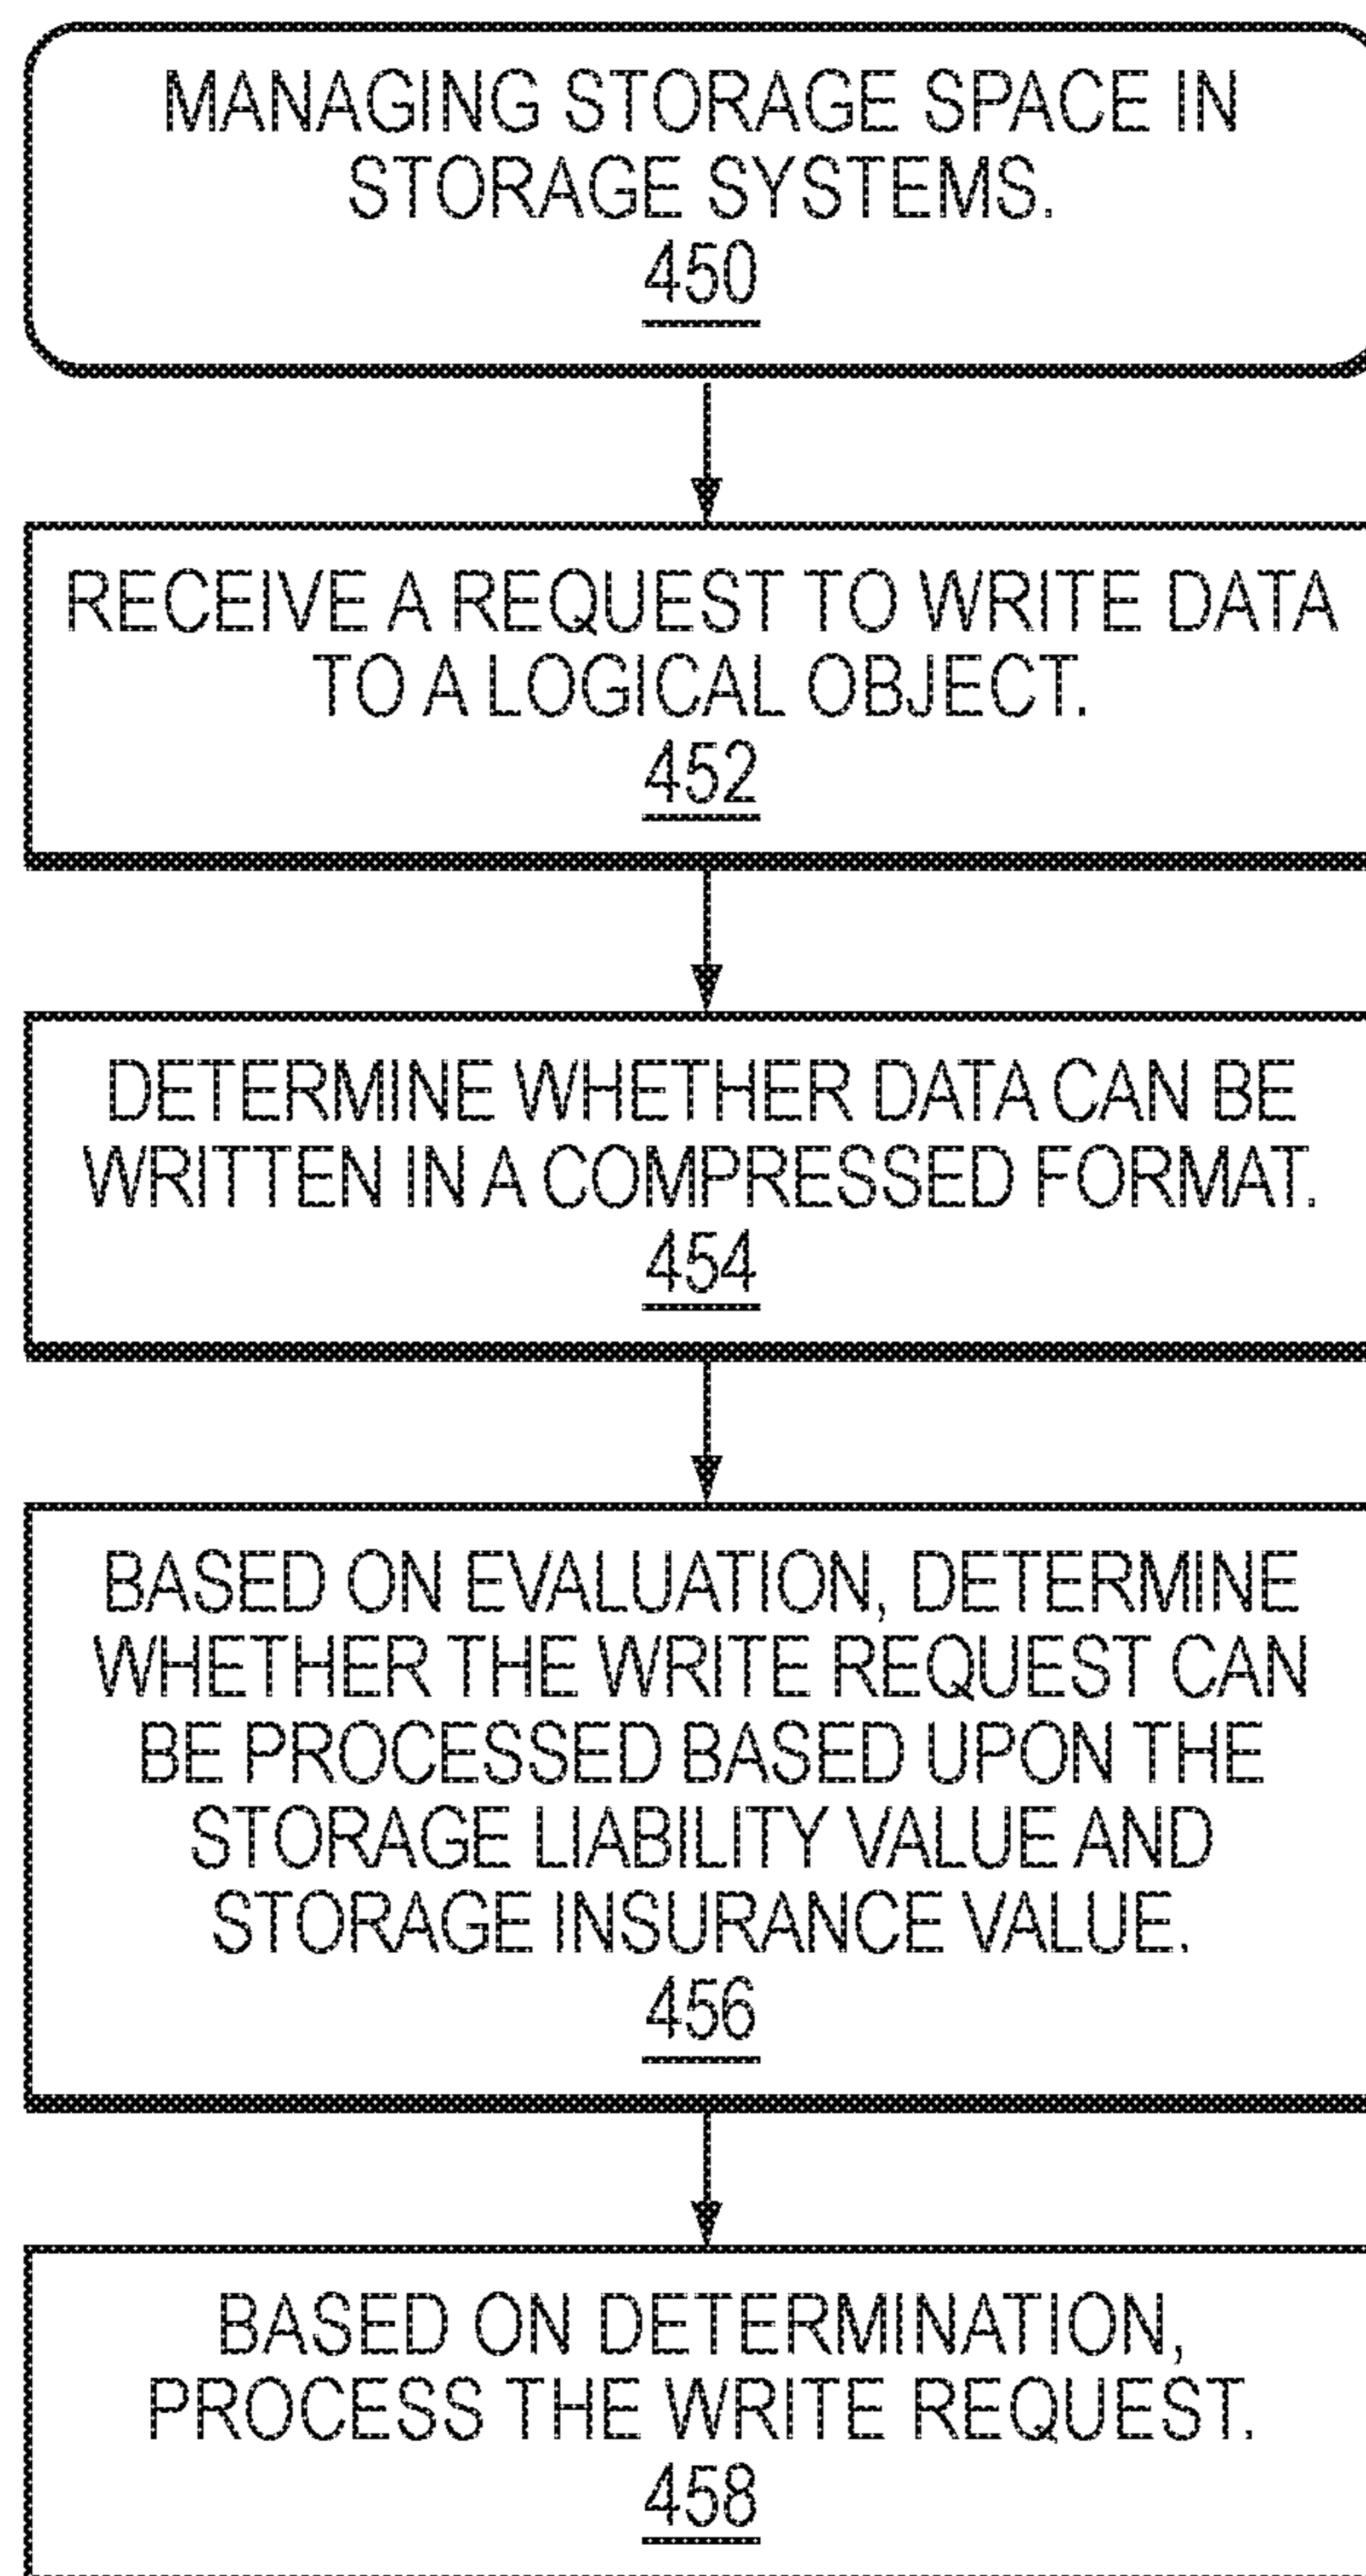 MANAGING STORAGE SPACE IN
STORAGE SYSTEMS.
450
RECEIVE A REQUEST TO WRITE DATA
TO A LOGICAL OBJECT.
452
DETERMINE WHETHER DATA CAN BE
WRITTEN IN A COMPRESSED FORMAT.
454
BASED ON EVALUATION, DETERMINE
WHETHER THE WRITE REQUEST CAN
BE PROCESSED BASED UPON THE
STORAGE LIABILITY VALUE AND
STORAGE INSURANCE VALUE.
456
BASED ON DETERMINATION,
PROCESS THE WRITE REQUEST.
458